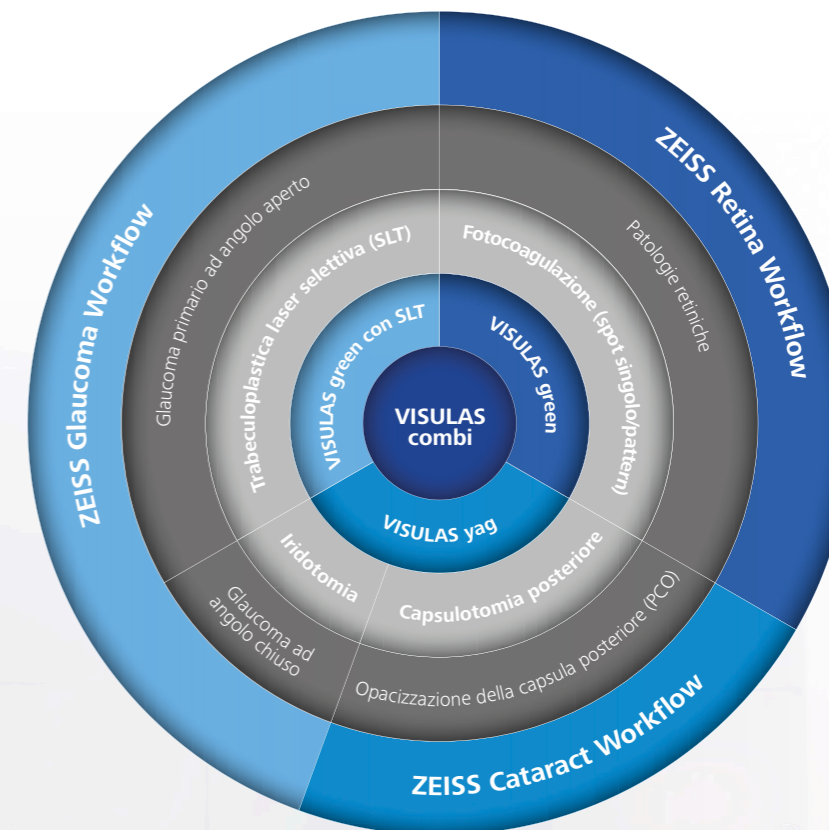 ZEISS Glaucoma Workflow
ZEISS Retina Workflow
ZEISS Cataract Workflow
Glaucoma primario ad angolo aperto
Patologie retiniche
Glaucoma ad
angolo chiuso
Opacizzazione della capsula posteriore (PCO)
Trabeculoplastica laser selettiva (SLT)
Fotocoagulazione (spot singolo/pattern)
Iridotomia
Capsulotomia posteriore
VISULAS green con SLT
VISULAS green
VISULAS yag
VISULAS
combi